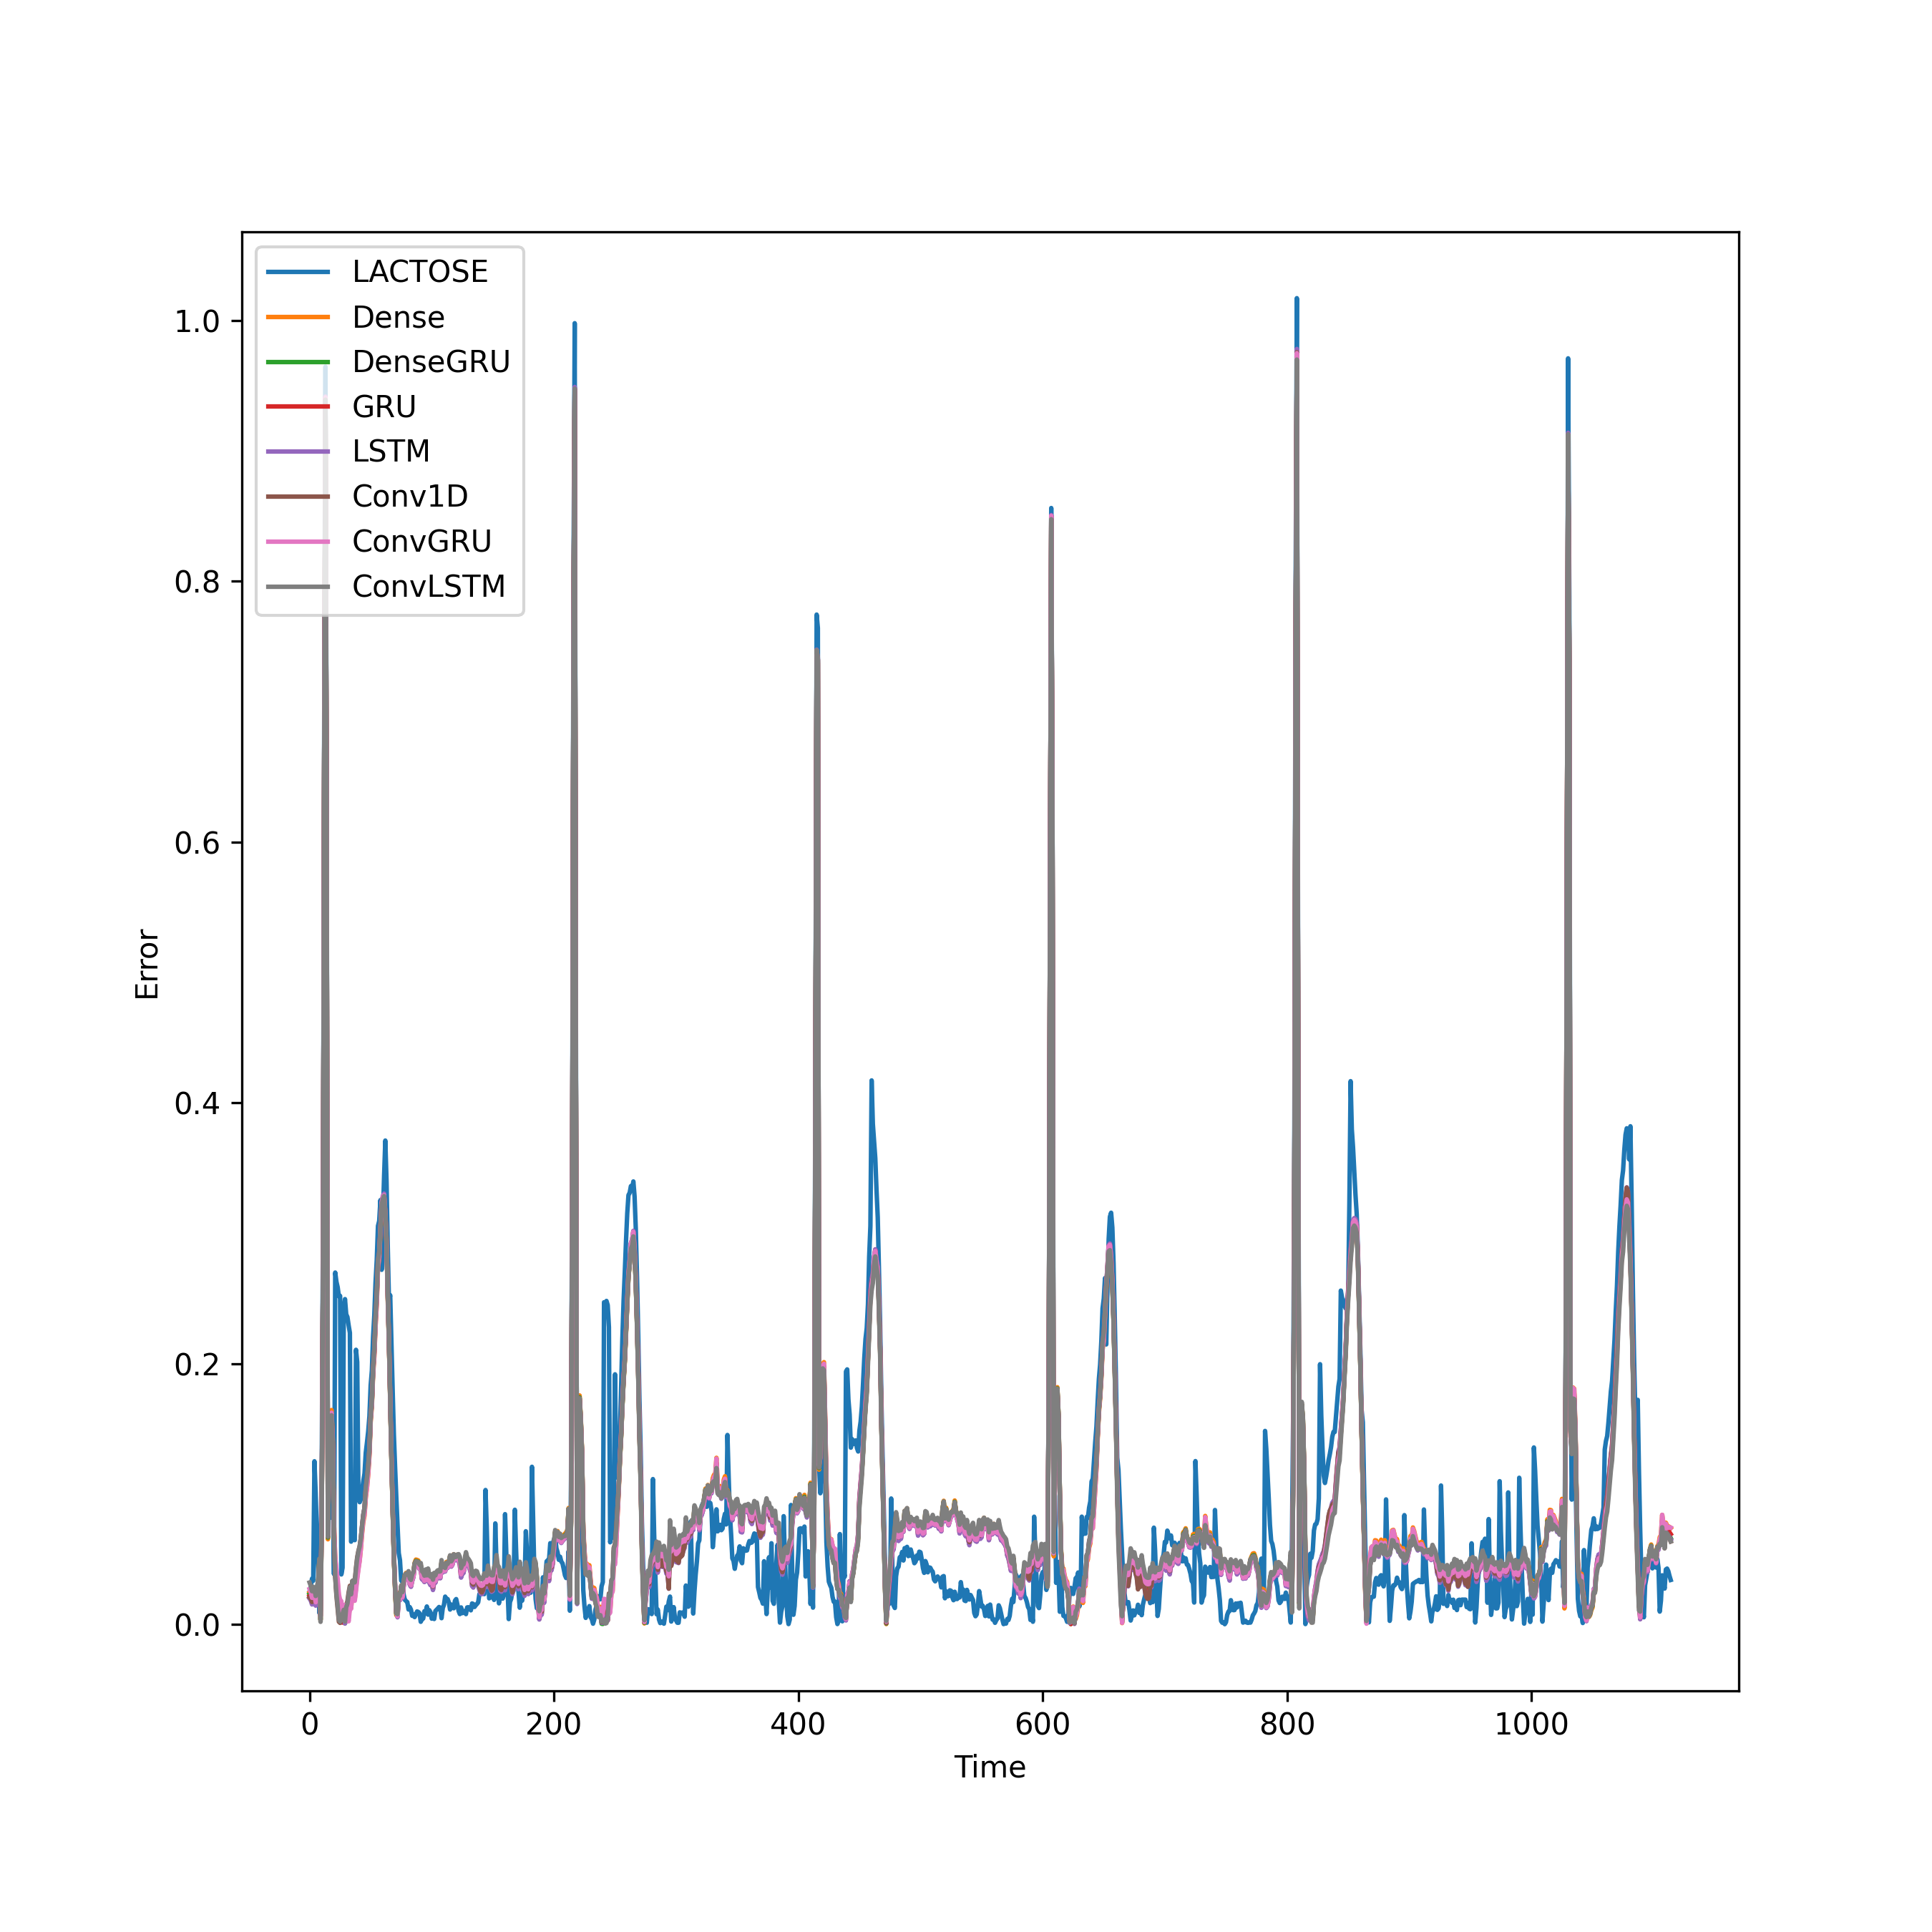 LACTOSE
Dense
DenseGRU
GRU
LSTM
Conv1D
ConvGRU
ConvLSTM
1.0
0.8
0.6
0.4
0.2
0.0
Error
0 200 400 600 800 1000
Time